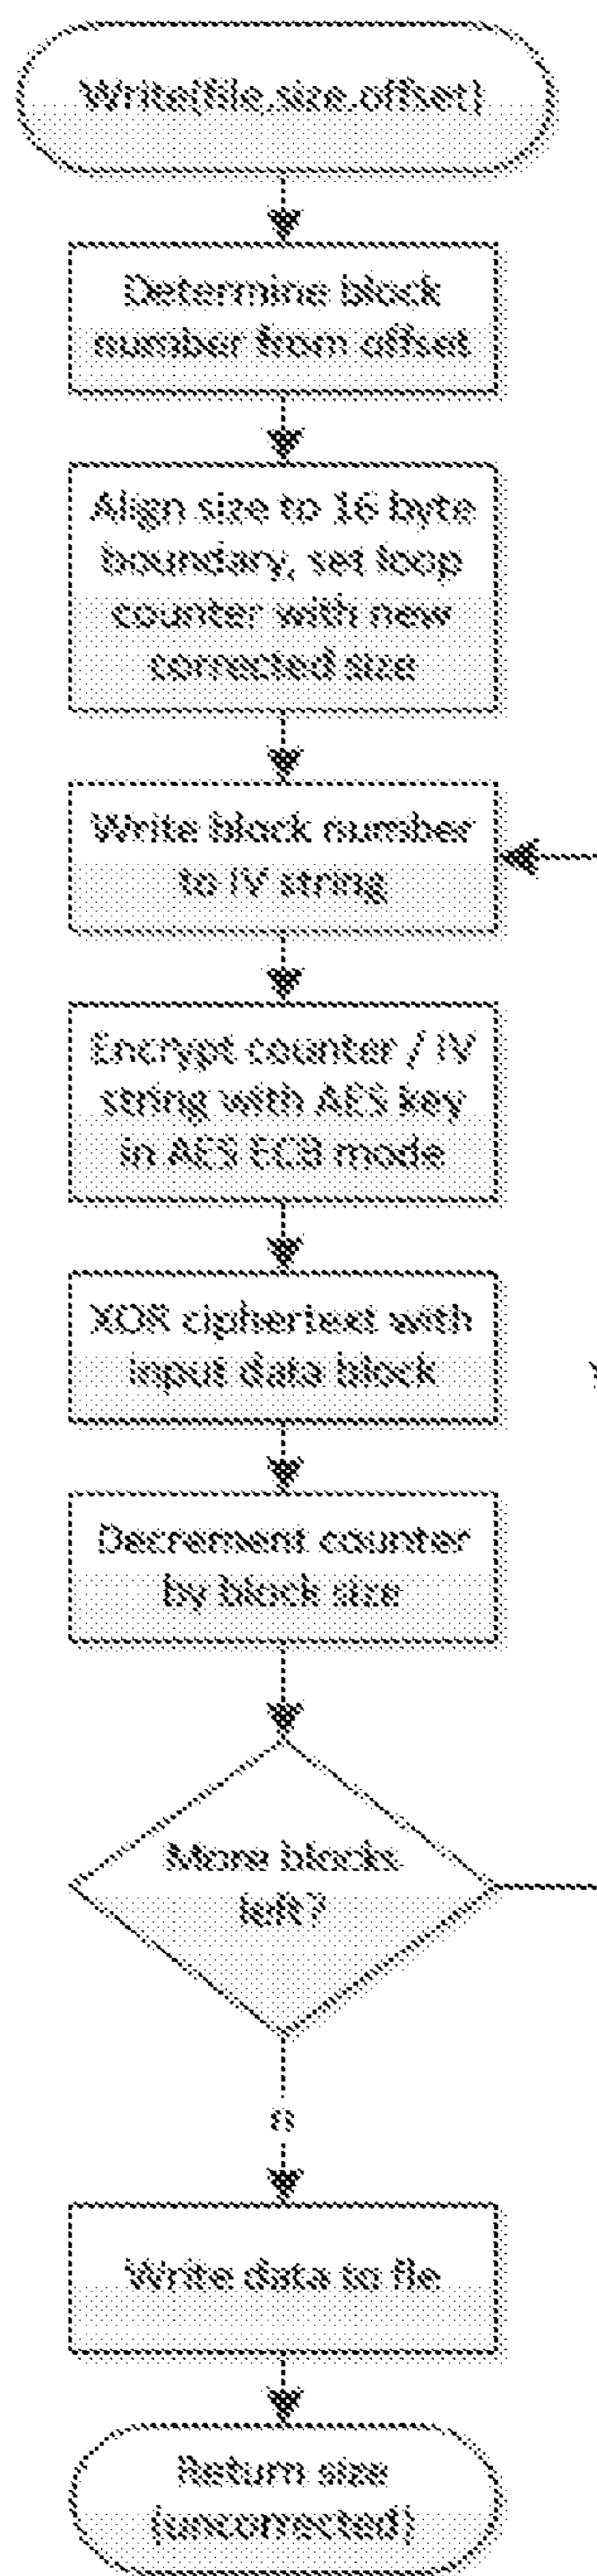 Write(file,size,offset)
Determine block
number from offset
Align size to 16 byte
boundary, set loop
counter with new
corrected size
Write block number
to IV string
Encrypt counter / IV
string with AES key
in AES ECB mode
XOR ciphertext with
input data block
Decrement counter
by block size
More blocks
left?
n
Write data to file
Return size
(uncorrected)